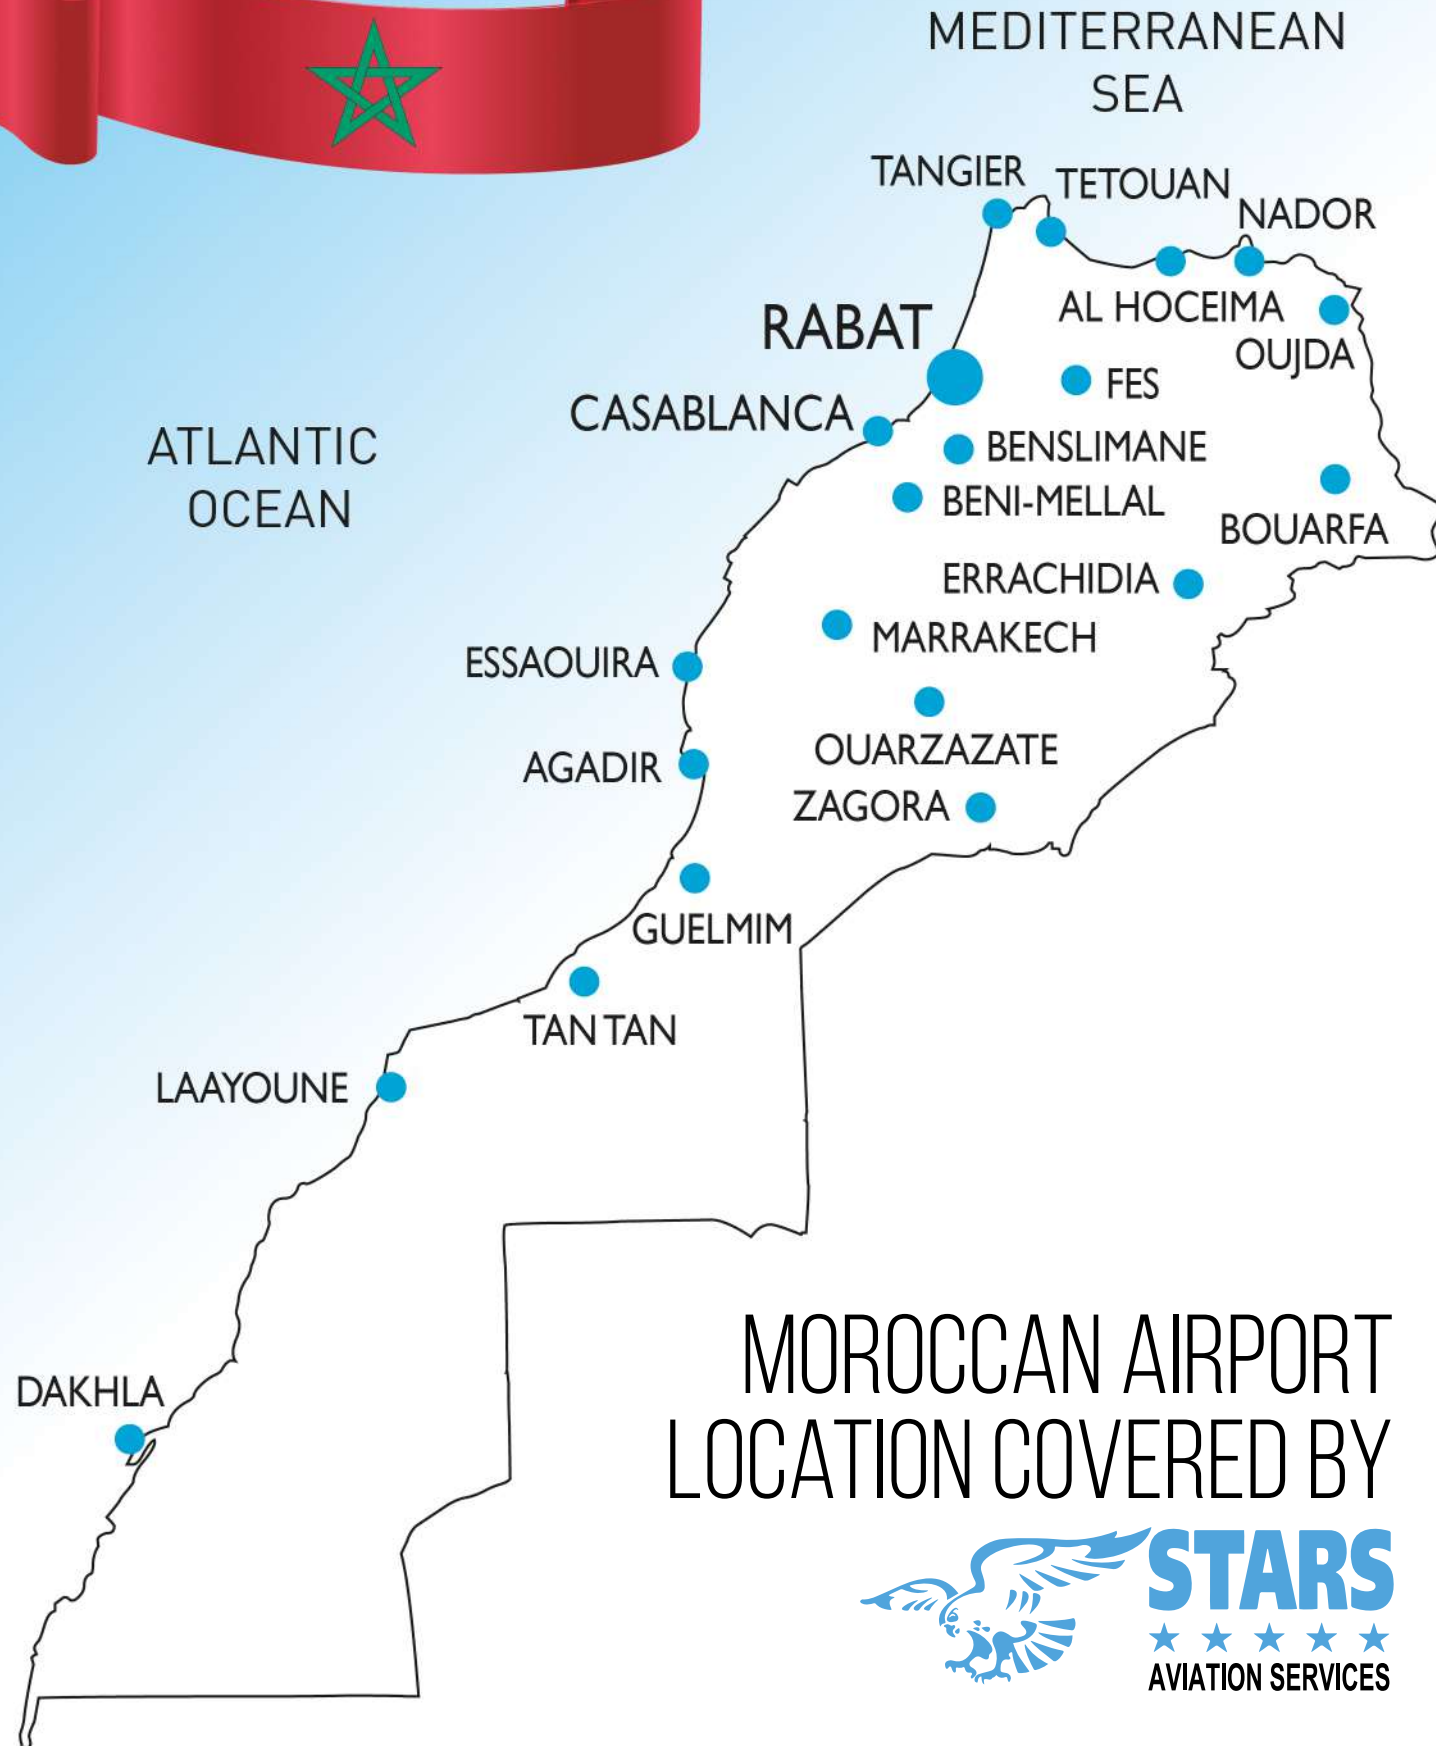 MEDITERRANEAN
SEA
TANGIER
TETOUAN
NADOR
AL HOCEIMA
OUJDA
RABAT
FES
CASABLANCA
ATLANTIC
OCEAN
BENSLIMANE
BENI-MELLAL
BOUARFA
ERRACHIDIA
MARRAKECH
ESSAOUIRA
OUARZAZATE
AGADIR
ZAGORA
GUELMIM
TAN TAN
LAAYOUNE
DAKHLA
MOROCCAN AIRPORT
LOCATION COVERED BY
STARS
AVIATION SERVICES